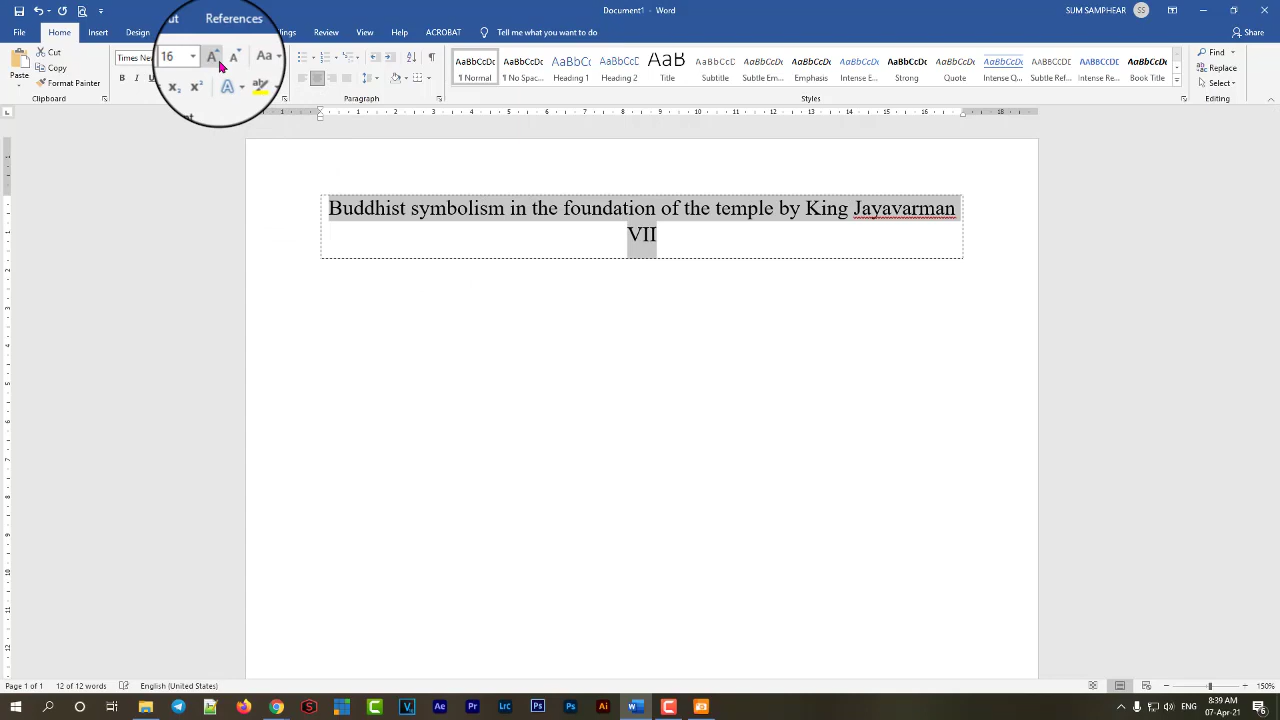 Document1 - Word
SUM SAMPHEAR SS
File Home Insert Design References Review View Help ACROBAT Tell me what you want to do Share
Cut
Copy
Paste
Clipboard
Times New 16 Aa
B I U
Paragraph
AaBbCcDc AaBbCcDc AaBbCc AaBbCcD AaB AaBbCcD AaBbCcDc AaBbCcDc AaBbCcDc AaBbCcDc AaBbCcDc AaBbCcDc AaBbCcDc AaBbCcDc
¶ Normal ¶ No Spac... Heading 1 Heading 2 Title Subtitle Subtle Em... Emphasis Intense E... Strong Quote Intense Q... Subtle Ref... Intense Re... Book Title
Styles
Find
Replace
Select
Editing
Buddhist symbolism in the foundation of the temple by King Jayavarman
VII
Page 1 of 1 12 of 12 words English (United States) 150%
ENG 8:39 AM
07-Apr-21